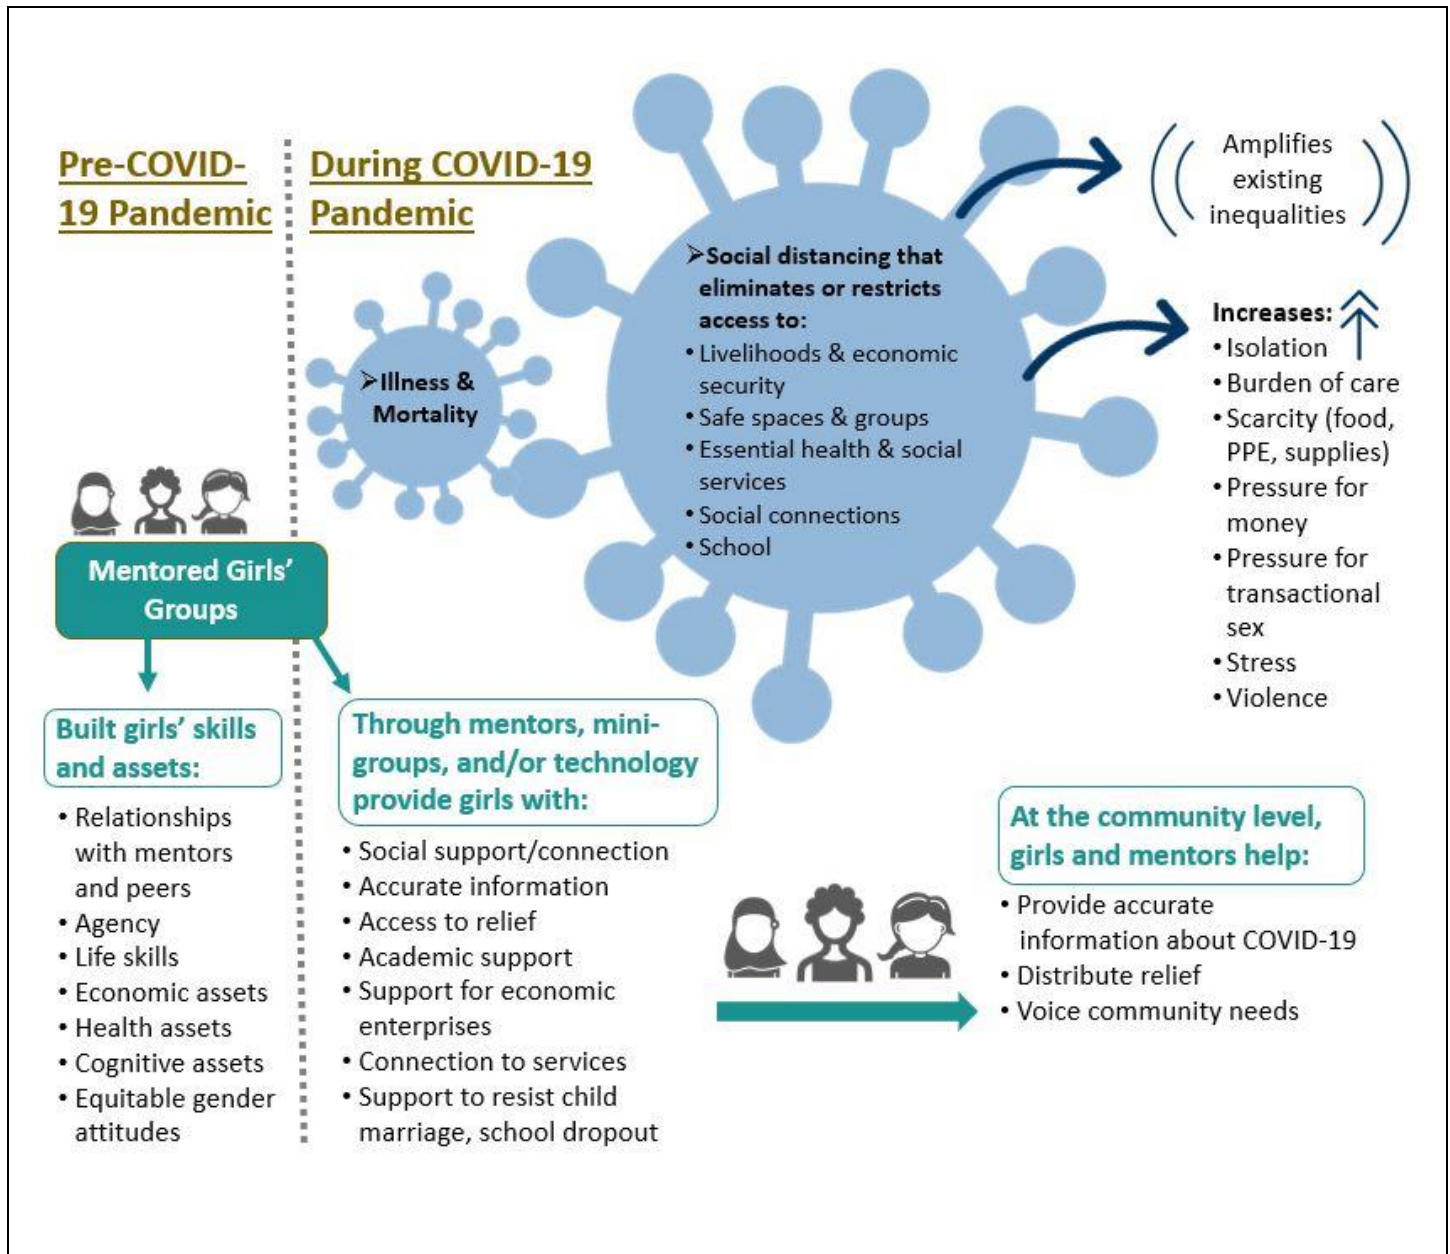 Pre-COVID-
19 Pandemic
During COVID-19
Pandemic
➢Illness &
Mortality
➢Social distancing that
eliminates or restricts
access to:
• Livelihoods & economic
security
• Safe spaces & groups
• Essential health & social
services
• Social connections
• School
Amplifies
existing
inequalities
Increases:
• Isolation
• Burden of care
• Scarcity (food,
PPE, supplies)
• Pressure for
money
• Pressure for
transactional
sex
• Stress
• Violence
Mentored Girls’
Groups
Built girls’ skills
and assets:
• Relationships
with mentors
and peers
• Agency
• Life skills
• Economic assets
• Health assets
• Cognitive assets
• Equitable gender
attitudes
Through mentors, mini-
groups, and/or technology
provide girls with:
• Social support/connection
• Accurate information
• Access to relief
• Academic support
• Support for economic
enterprises
• Connection to services
• Support to resist child
marriage, school dropout
At the community level,
girls and mentors help:
• Provide accurate
information about COVID-19
• Distribute relief
• Voice community needs